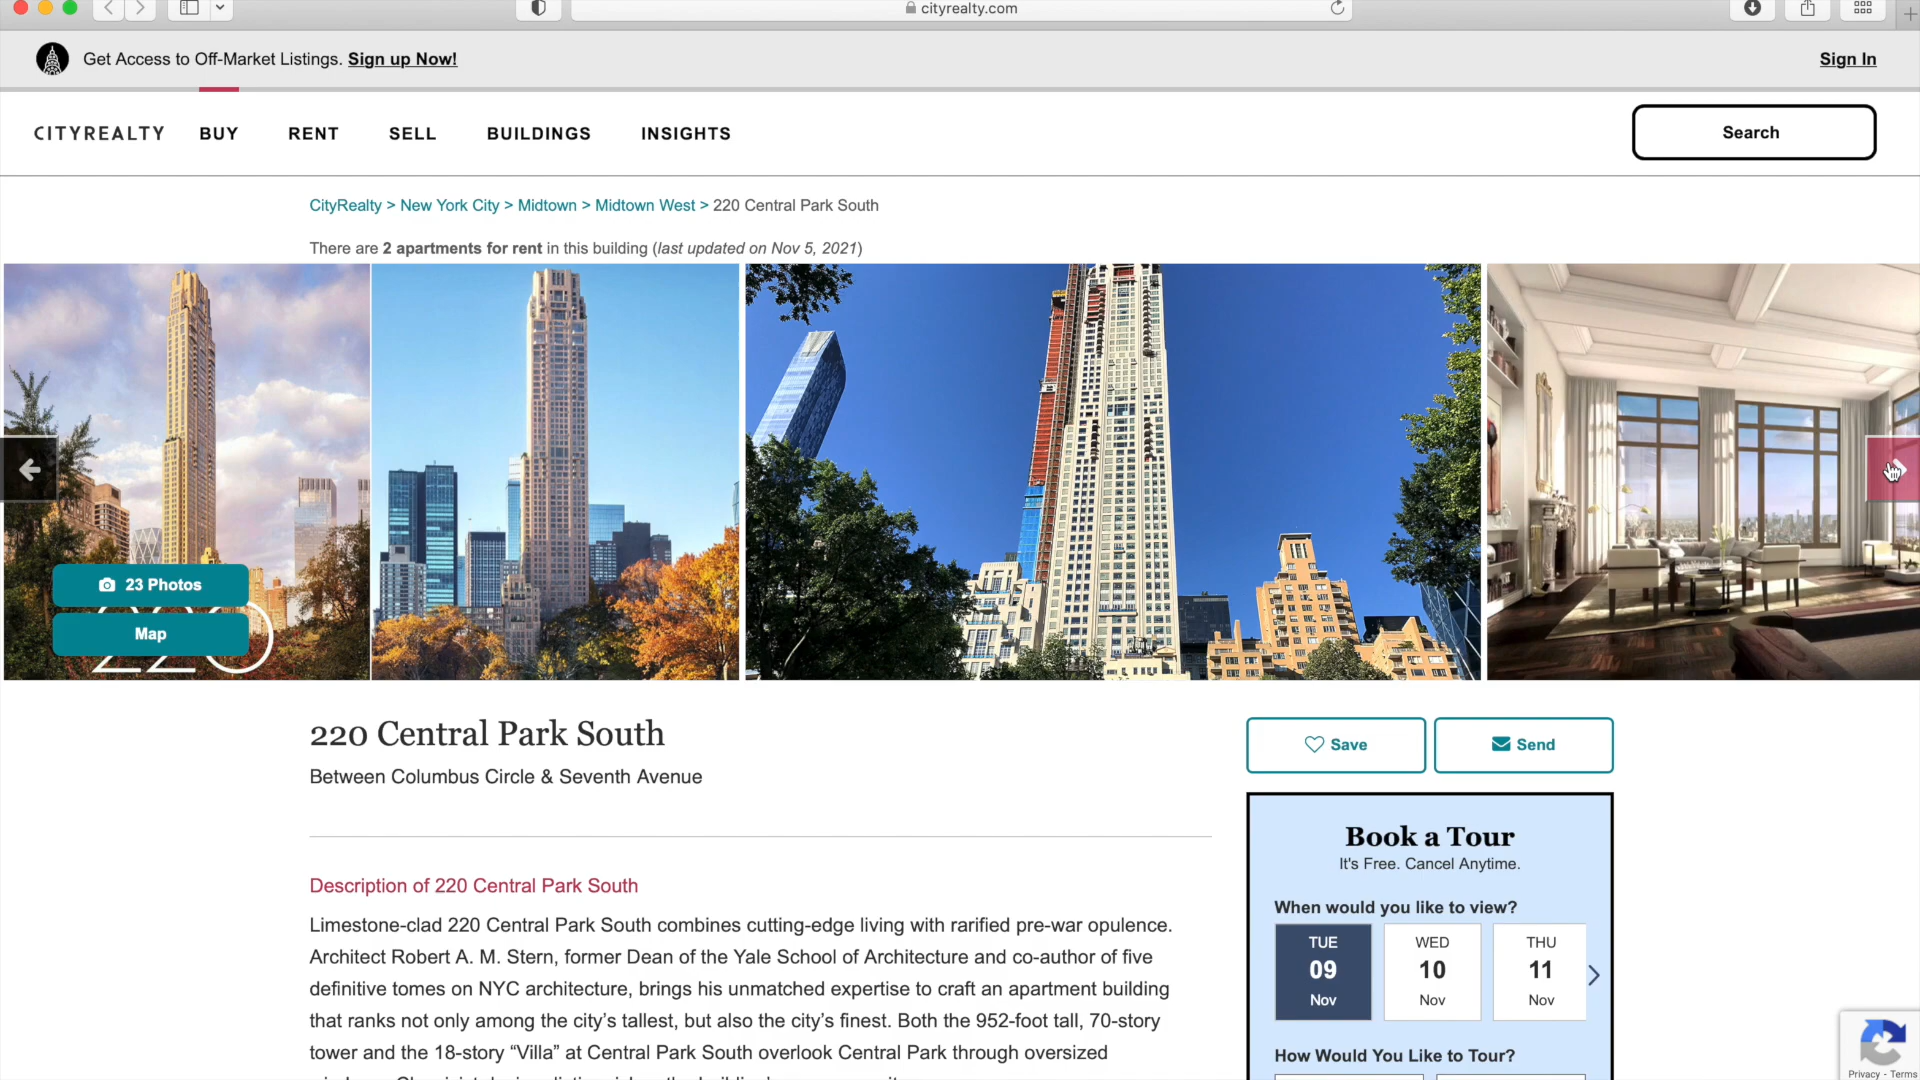 cityrealty.com
Get Access to Off-Market Listings. Sign up Now!
Sign In
CITYREALTY BUY RENT SELL BUILDINGS INSIGHTS
Search
CityRealty > New York City > Midtown > Midtown West > 220 Central Park South
There are 2 apartments for rent in this building (last updated on Nov 5, 2021)
23 Photos
Map
220
220 Central Park South
Between Columbus Circle & Seventh Avenue
Save
Send
Description of 220 Central Park South
Limestone-clad 220 Central Park South combines cutting-edge living with rarified pre-war opulence.
Architect Robert A. M. Stern, former Dean of the Yale School of Architecture and co-author of five
definitive tomes on NYC architecture, brings his unmatched expertise to craft an apartment building
that ranks not only among the city’s tallest, but also the city’s finest. Both the 952-foot tall, 70-story
tower and the 18-story “Villa” at Central Park South overlook Central Park through oversized
Book a Tour
It's Free. Cancel Anytime.
When would you like to view?
TUE WED THU
09 10 11
Nov Nov Nov
How Would You Like to Tour?
Privacy - Terms